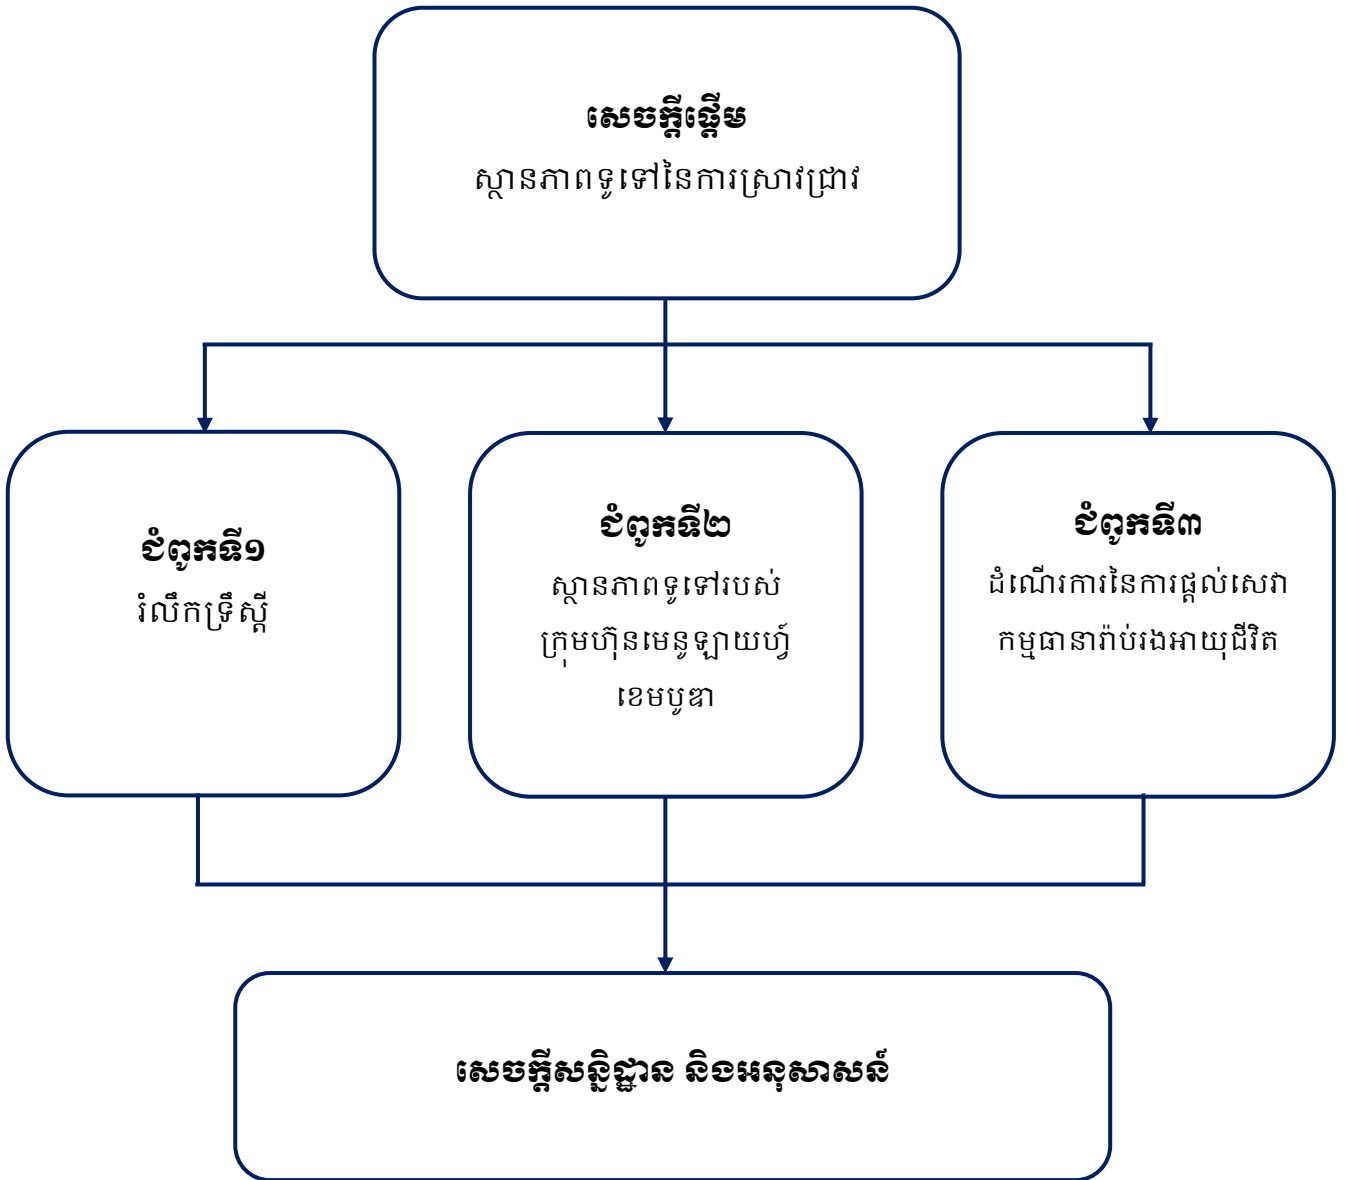 សេចក្តីផ្តើម
ស្ថានភាពទូទៅនៃការស្រាវជ្រាវ
ជំពូកទី១
រំលឹកទ្រឹស្តី
ជំពូកទី២
ស្ថានភាពទូទៅរបស់
ក្រុមហ៊ុនមេនូឡាយហ្វ៍
ខេមបូឌា
ជំពូកទី៣
ដំណើរការនៃការផ្តល់សេវា
កម្មធានារ៉ាប់រងអាយុជីវិត
សេចក្តីសន្និដ្ឋាន និងអនុសាសន៍